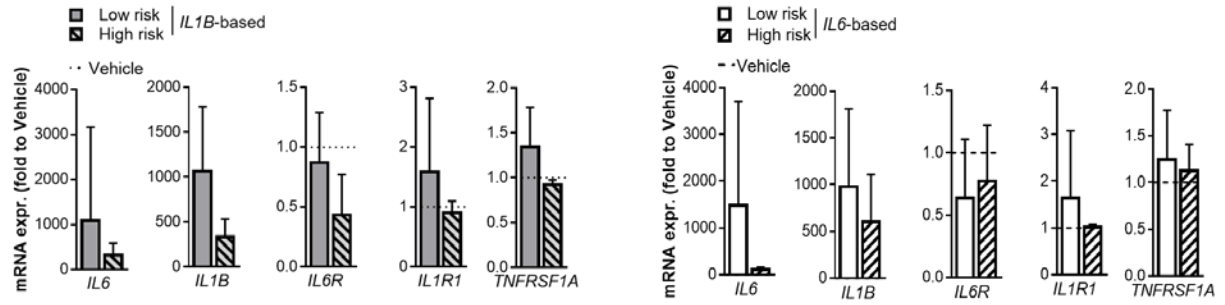 Low risk
High risk
IL1B-based
Vehicle
mRNA expr. (fold to Vehicle)
4000
3000
2000
1000
0
IL6
2000
1500
1000
500
0
IL1B
1.5
1.0
0.5
0.0
IL6R
3
2
1
0
IL1R1
2.0
1.5
1.0
0.5
0.0
TNFRSF1A
Low risk
High risk
IL6-based
Vehicle
mRNA expr. (fold to Vehicle)
4000
3000
2000
1000
0
IL6
2000
1500
1000
500
0
IL1B
1.5
1.0
0.5
0.0
IL6R
4
3
2
1
0
IL1R1
2.0
1.5
1.0
0.5
0.0
TNFRSF1A